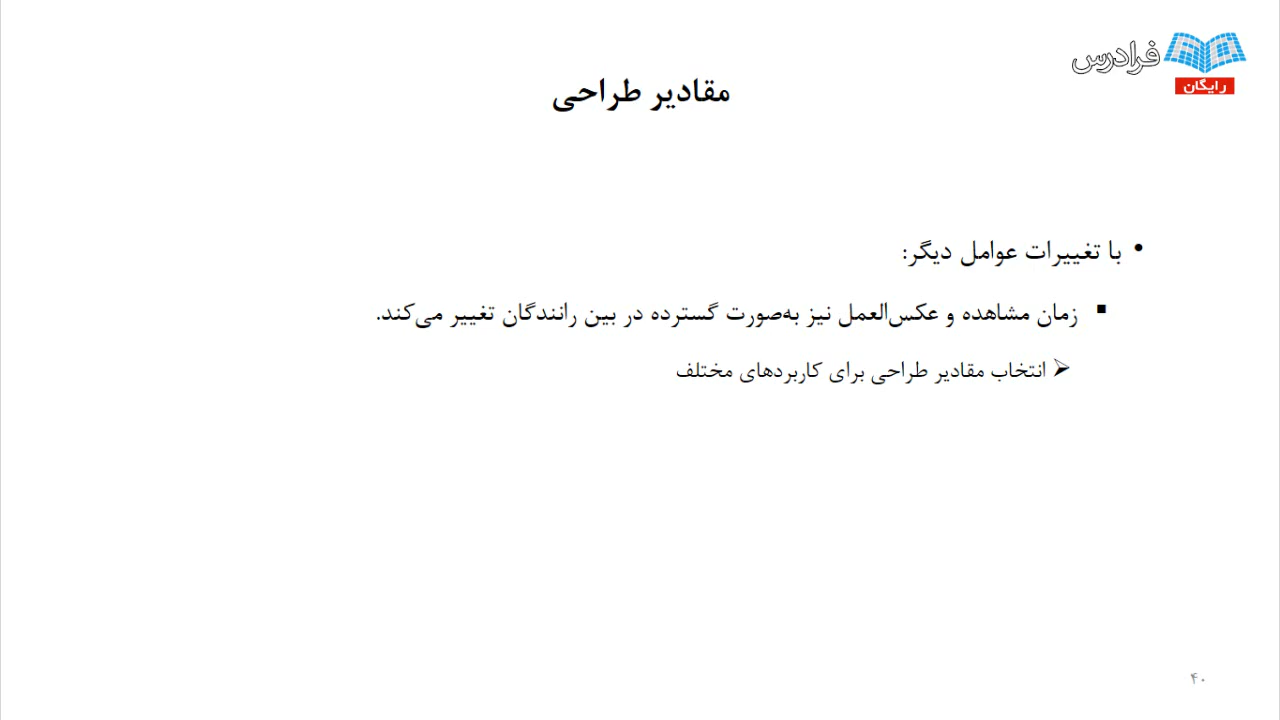 فرادرس
رایگان
مقادیر طراحی
• با تغییرات عوامل دیگر:
▪ زمان مشاهده و عکس‌العمل نیز به‌صورت گسترده در بین رانندگان تغییر می‌کند.
➢ انتخاب مقادیر طراحی برای کاربردهای مختلف
۴۰